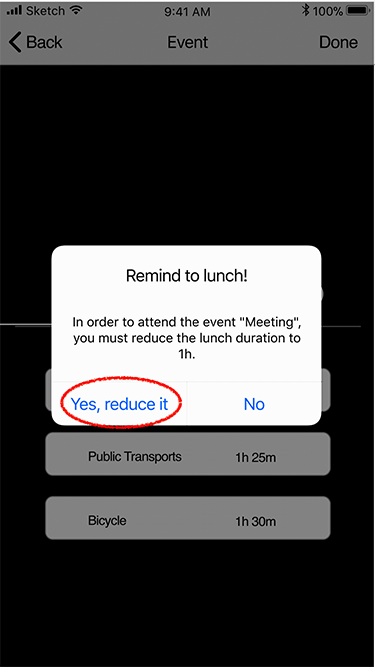 Sketch 9:41 AM 100%
Back Event Done
Remind to lunch!
In order to attend the event "Meeting",
you must reduce the lunch duration to
1h.
Yes, reduce it No
Public Transports 1h 25m
Bicycle 1h 30m